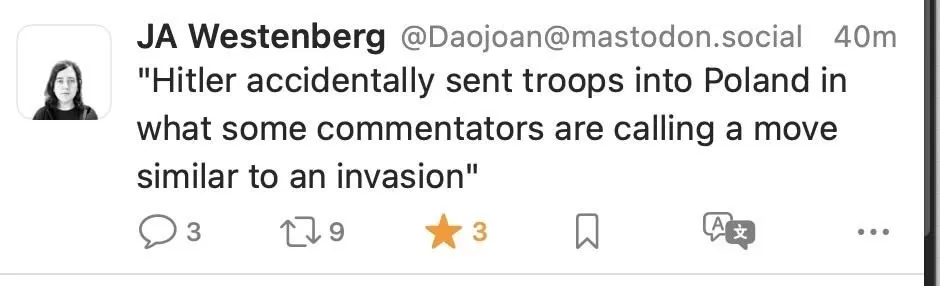 JA Westenberg @Daojoan@mastodon.social 40m
"Hitler accidentally sent troops into Poland in
what some commentators are calling a move
similar to an invasion"
3 9 3 A 文 ...